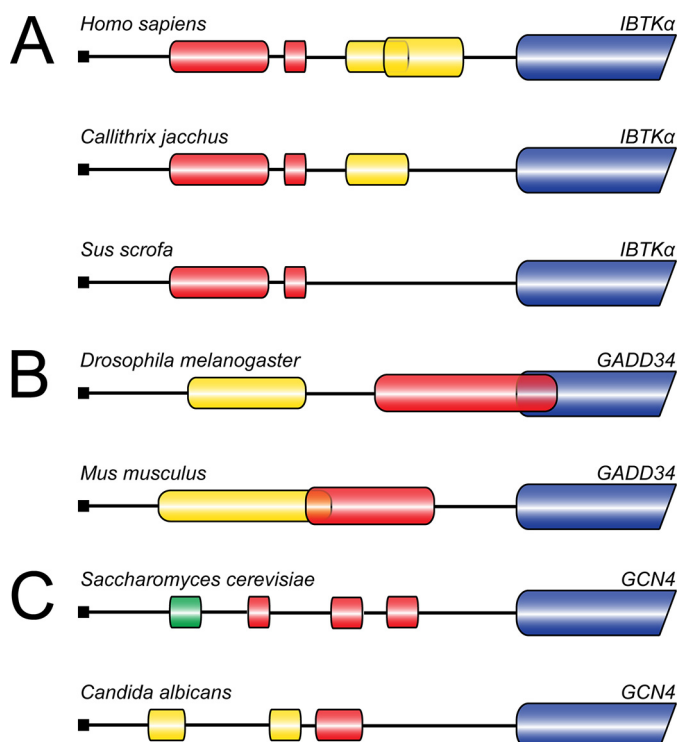 A
Homo sapiens IBTKα
Callithrix jacchus IBTKα
Sus scrofa IBTKα
B
Drosophila melanogaster GADD34
Mus musculus GADD34
C
Saccharomyces cerevisiae GCN4
Candida albicans GCN4